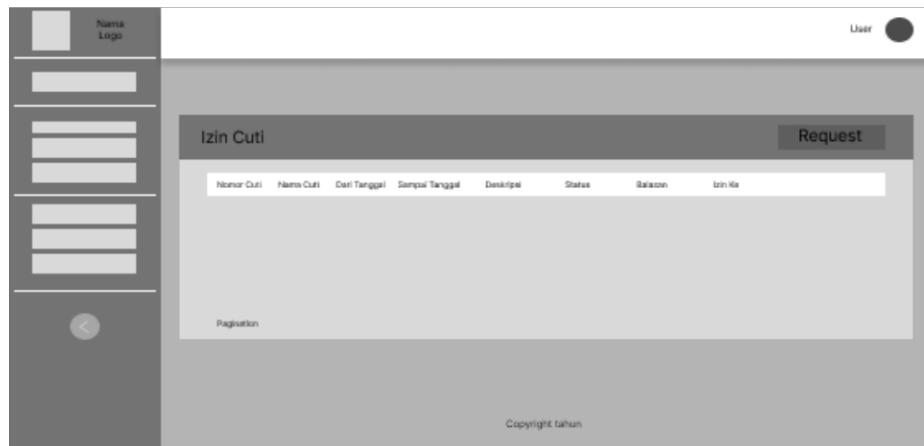 Nama
Logo
User
Izin Cuti
Request
Nomor Cuti Nama Cuti Dari Tanggal Sampai Tanggal Deskripsi Status Balasan Izin Ke
Pagination
Copyright tahun